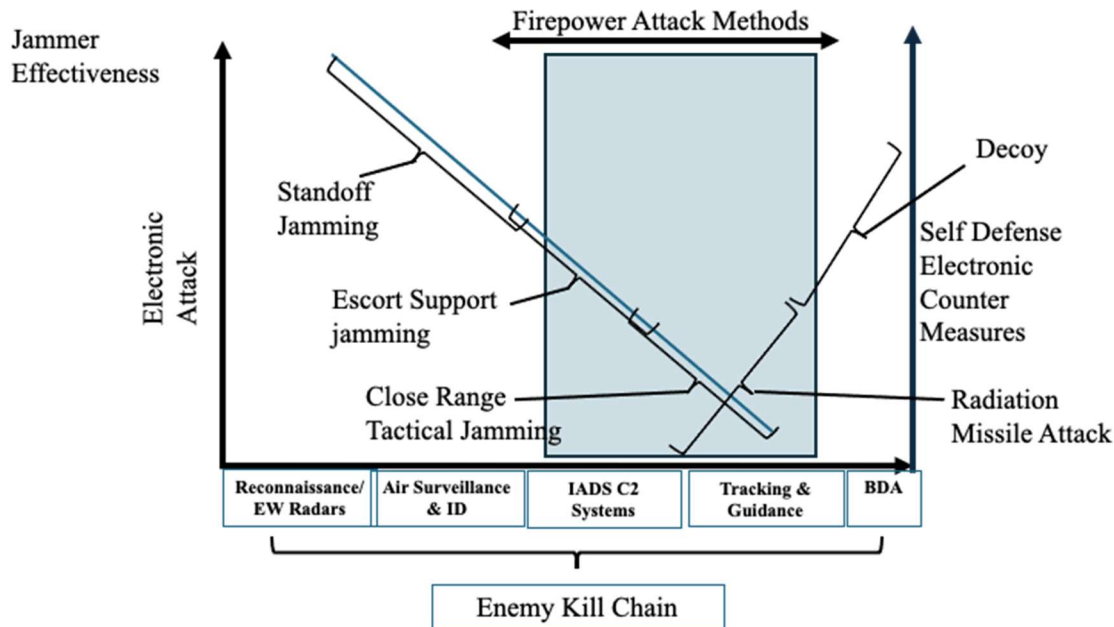 Firepower Attack Methods
Jammer
Effectiveness
Decoy
Standoff
Jamming
Electronic
Attack
Self Defense
Electronic
Counter
Measures
Escort Support
jamming
Close Range
Tactical Jamming
Radiation
Missile Attack
Reconnaissance/
EW Radars
Air Surveillance
& ID
IADS C2
Systems
Tracking &
Guidance
BDA
Enemy Kill Chain